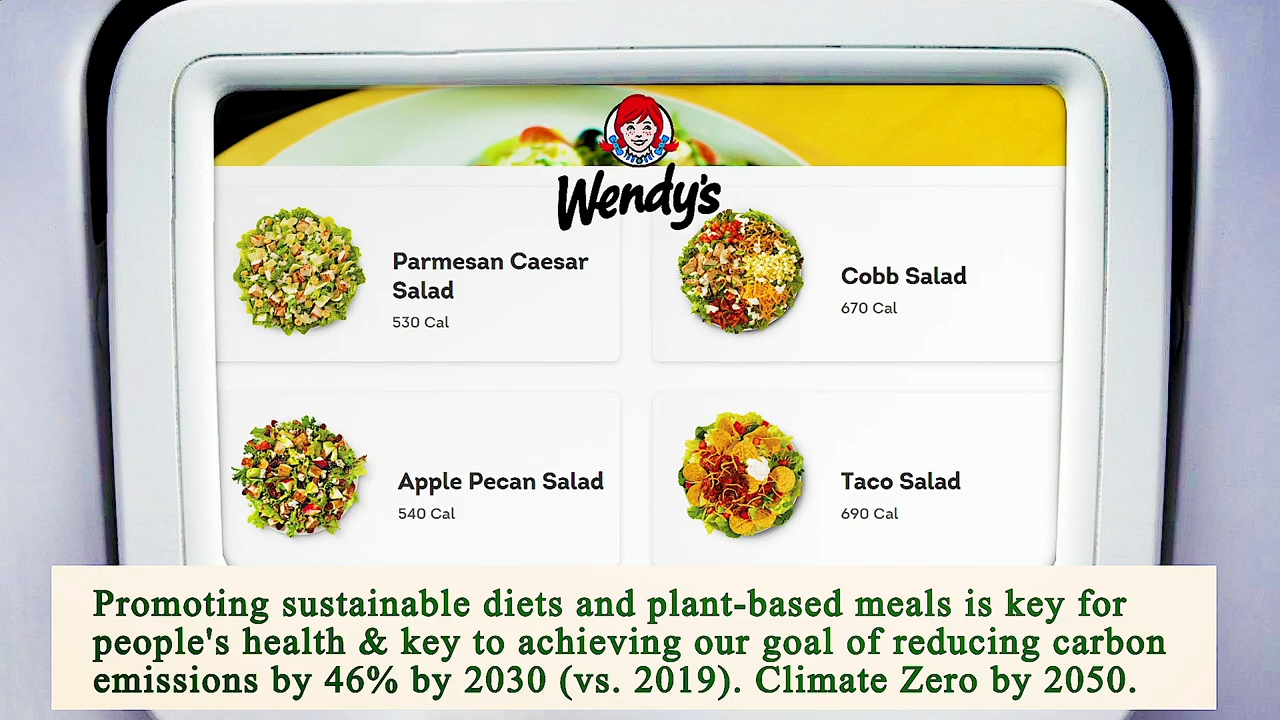 Wendy's
Parmesan Caesar
Salad
530 Cal
Cobb Salad
670 Cal
Apple Pecan Salad
540 Cal
Taco Salad
690 Cal
Promoting sustainable diets and plant-based meals is key for
people's health & key to achieving our goal of reducing carbon
emissions by 46% by 2030 (vs. 2019). Climate Zero by 2050.